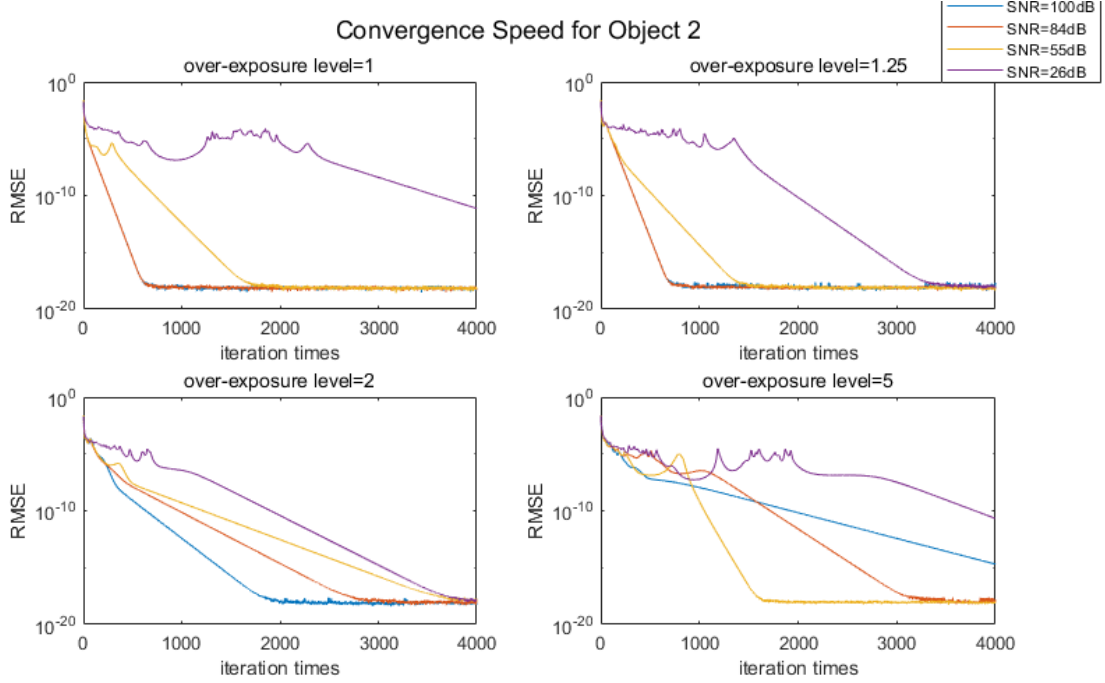 Convergence Speed for Object 2
SNR=100dB
SNR=84dB
SNR=55dB
SNR=26dB
over-exposure level=1
RMSE
10^0
10^-10
10^-20
0 1000 2000 3000 4000
iteration times
over-exposure level=1.25
RMSE
10^0
10^-10
10^-20
0 1000 2000 3000 4000
iteration times
over-exposure level=2
RMSE
10^0
10^-10
10^-20
0 1000 2000 3000 4000
iteration times
over-exposure level=5
RMSE
10^0
10^-10
10^-20
0 1000 2000 3000 4000
iteration times